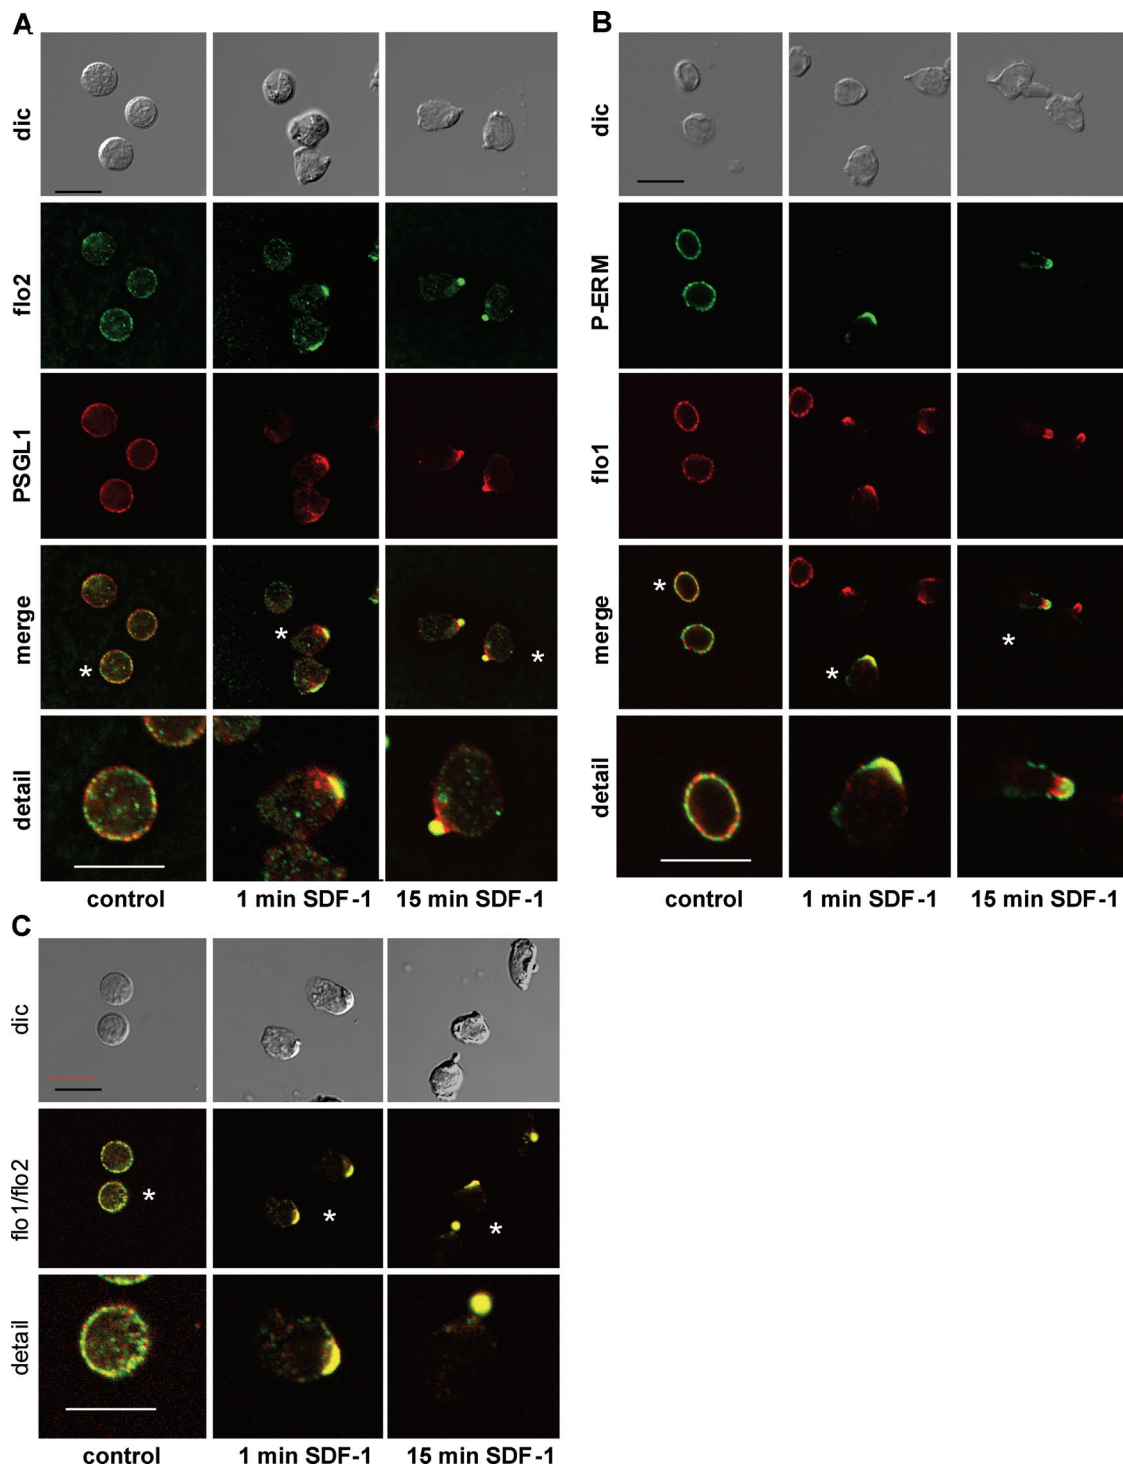 A
dic
flo2
PSGL1
merge
*
*
*
detail
control
1 min SDF-1
15 min SDF-1
B
dic
P-ERM
flo1
merge
*
*
*
detail
control
1 min SDF-1
15 min SDF-1
C
dic
flo1/flo2
*
*
*
detail
control
1 min SDF-1
15 min SDF-1